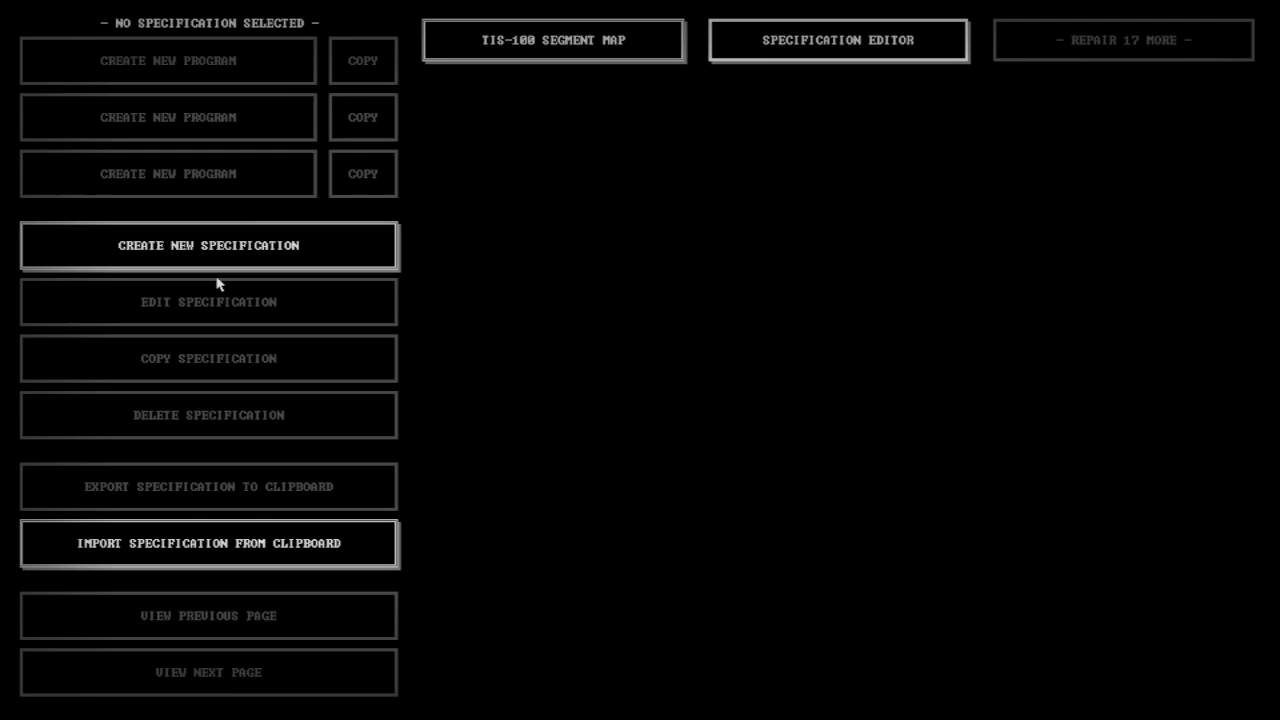 — NO SPECIFICATION SELECTED —
CREATE NEW PROGRAM COPY
CREATE NEW PROGRAM COPY
CREATE NEW PROGRAM COPY
CREATE NEW SPECIFICATION
EDIT SPECIFICATION
COPY SPECIFICATION
DELETE SPECIFICATION
EXPORT SPECIFICATION TO CLIPBOARD
IMPORT SPECIFICATION FROM CLIPBOARD
VIEW PREVIOUS PAGE
VIEW NEXT PAGE
TIS-100 SEGMENT MAP
SPECIFICATION EDITOR
— REPAIR 17 MORE —